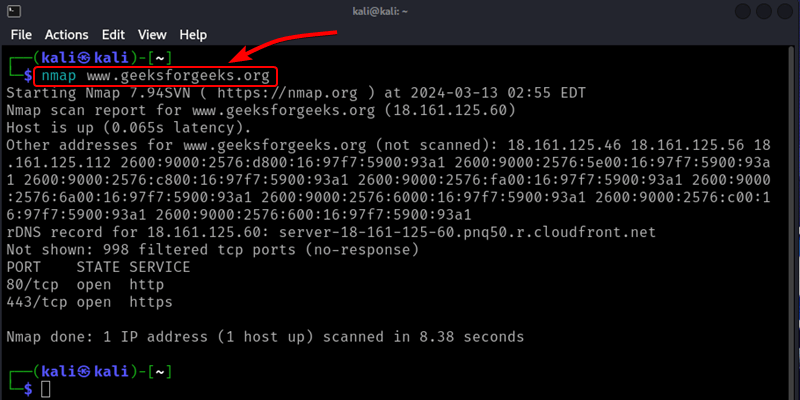 kali@kali: ~
File Actions Edit View Help
┌──(kali㉿kali)-[~]
└─$ nmap www.geeksforgeeks.org
Starting Nmap 7.94SVN ( https://nmap.org ) at 2024-03-13 02:55 EDT
Nmap scan report for www.geeksforgeeks.org (18.161.125.60)
Host is up (0.065s latency).
Other addresses for www.geeksforgeeks.org (not scanned): 18.161.125.46 18.161.125.56 18
.161.125.112 2600:9000:2576:d800:16:97f7:5900:93a1 2600:9000:2576:5e00:16:97f7:5900:93a
1 2600:9000:2576:c800:16:97f7:5900:93a1 2600:9000:2576:fa00:16:97f7:5900:93a1 2600:9000
:2576:6a00:16:97f7:5900:93a1 2600:9000:2576:6000:16:97f7:5900:93a1 2600:9000:2576:c00:1
6:97f7:5900:93a1 2600:9000:2576:600:16:97f7:5900:93a1
rDNS record for 18.161.125.60: server-18-161-125-60.pnq50.r.cloudfront.net
Not shown: 998 filtered tcp ports (no-response)
PORT    STATE SERVICE
80/tcp  open  http
443/tcp open  https
Nmap done: 1 IP address (1 host up) scanned in 8.38 seconds
┌──(kali㉿kali)-[~]
└─$